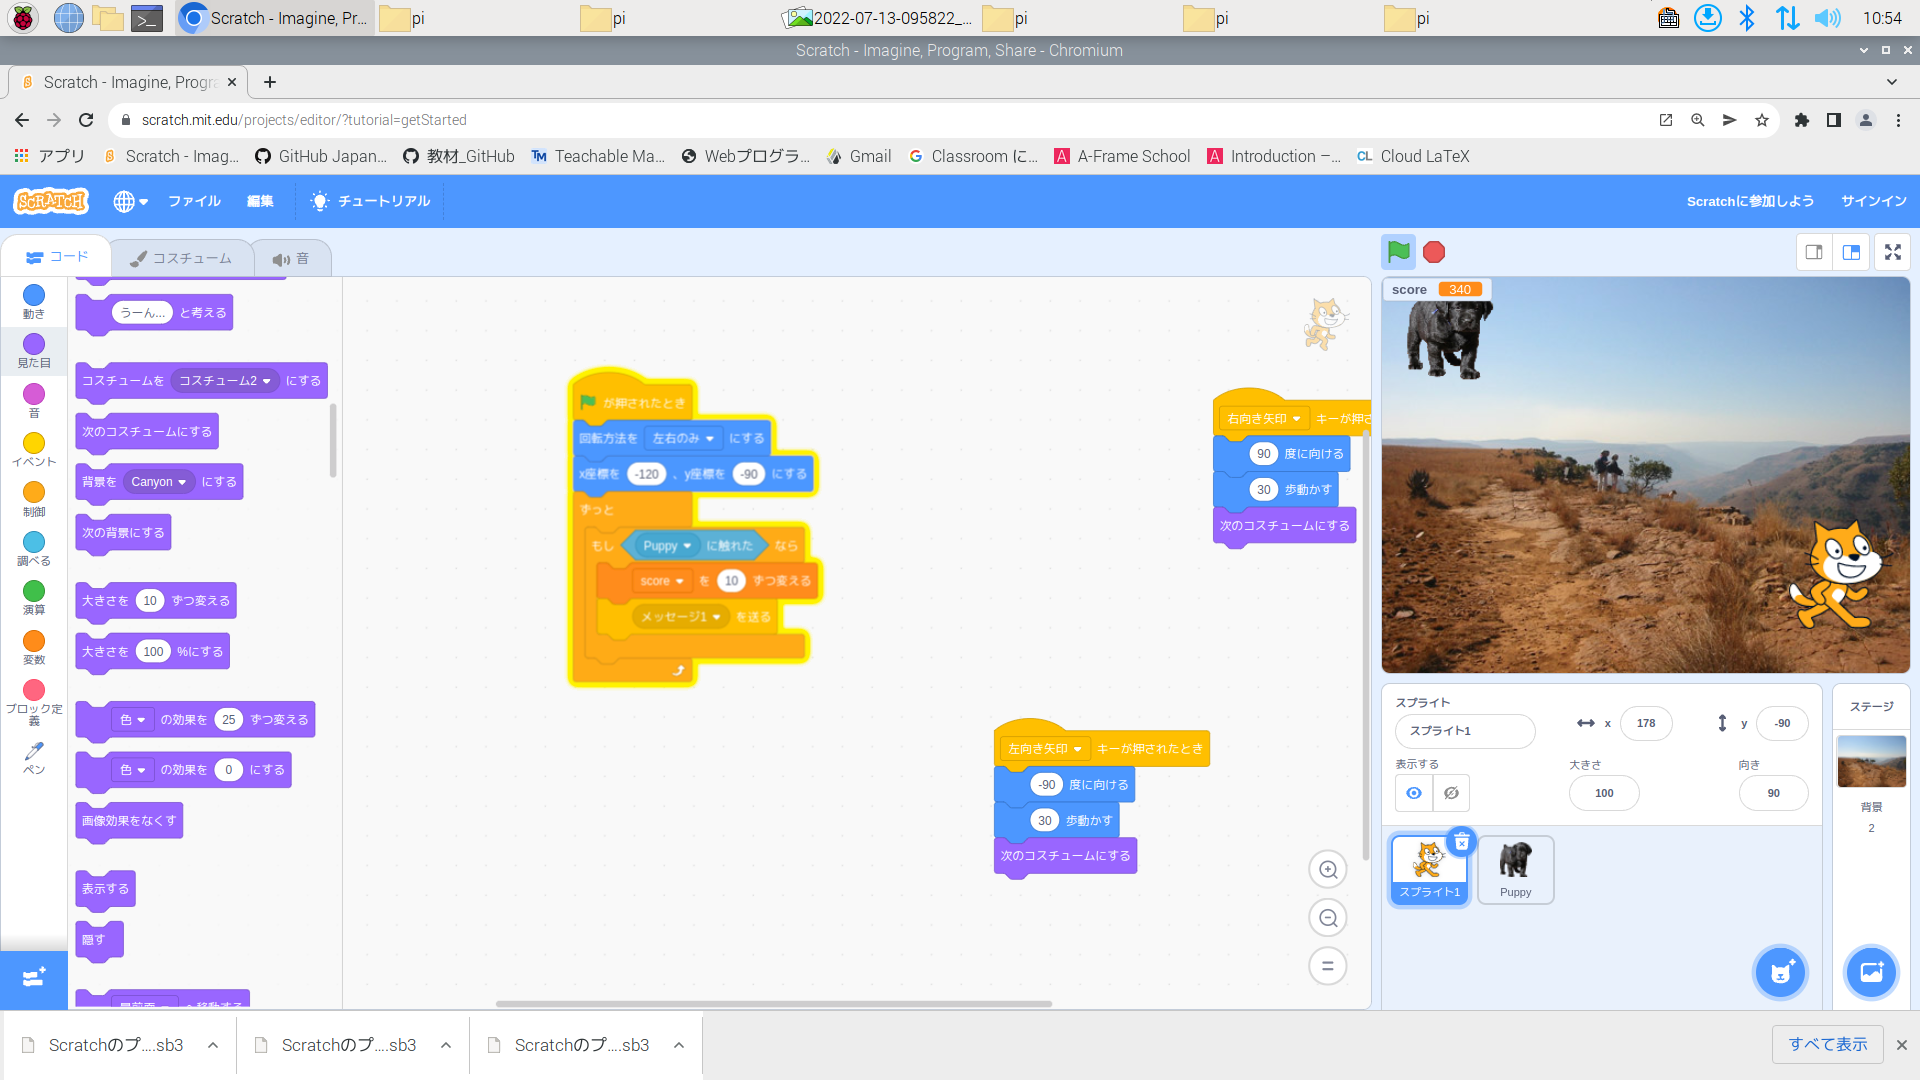 Scratch - Imagine, Pr...
pi
pi
2022-07-13-095822_...
pi
pi
pi
10:54
Scratch - Imagine, Program, Share - Chromium
Scratch - Imagine, Progra
scratch.mit.edu/projects/editor/?tutorial=getStarted
アプリ
Scratch - Imag...
GitHub Japan...
教材_GitHub
Teachable Ma...
Webプログラ...
Gmail
Classroom に...
A-Frame School
Introduction –...
Cloud LaTeX
SCRATCH
ファイル
編集
チュートリアル
Scratchに参加しよう
サインイン
コード
コスチューム
音
動き
見た目
音
イベント
制御
調べる
演算
変数
ブロック定義
ペン
うーん... と考える
コスチュームを コスチューム2 にする
次のコスチュームにする
背景を Canyon にする
次の背景にする
大きさを 10 ずつ変える
大きさを 100 %にする
色 の効果を 25 ずつ変える
色 の効果を 0 にする
画像効果をなくす
表示する
隠す
が押されたとき
回転方法を 左右のみ にする
x座標を -120 、y座標を -90 にする
ずっと
もし Puppy に触れた なら
score を 10 ずつ変える
メッセージ1 を送る
右向き矢印 キーが押さ
90 度に向ける
30 歩動かす
次のコスチュームにする
左向き矢印 キーが押されたとき
-90 度に向ける
30 歩動かす
次のコスチュームにする
score 340
スプライト
スプライト1
x 178
y -90
表示する
大きさ 100
向き 90
スプライト1
Puppy
ステージ
背景
2
Scratchのプ....sb3
Scratchのプ....sb3
Scratchのプ....sb3
すべて表示